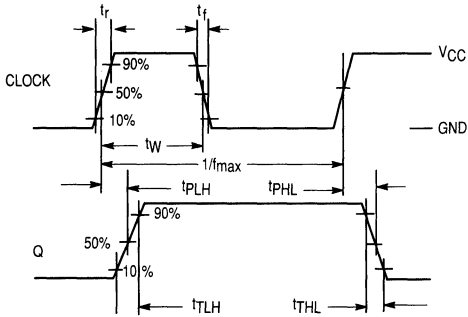 tr tf
90%
VCC
CLOCK
50%
10%
GND
tW
1/fmax
tPLH tPHL
90%
50%
Q
10%
tTLH tTHL